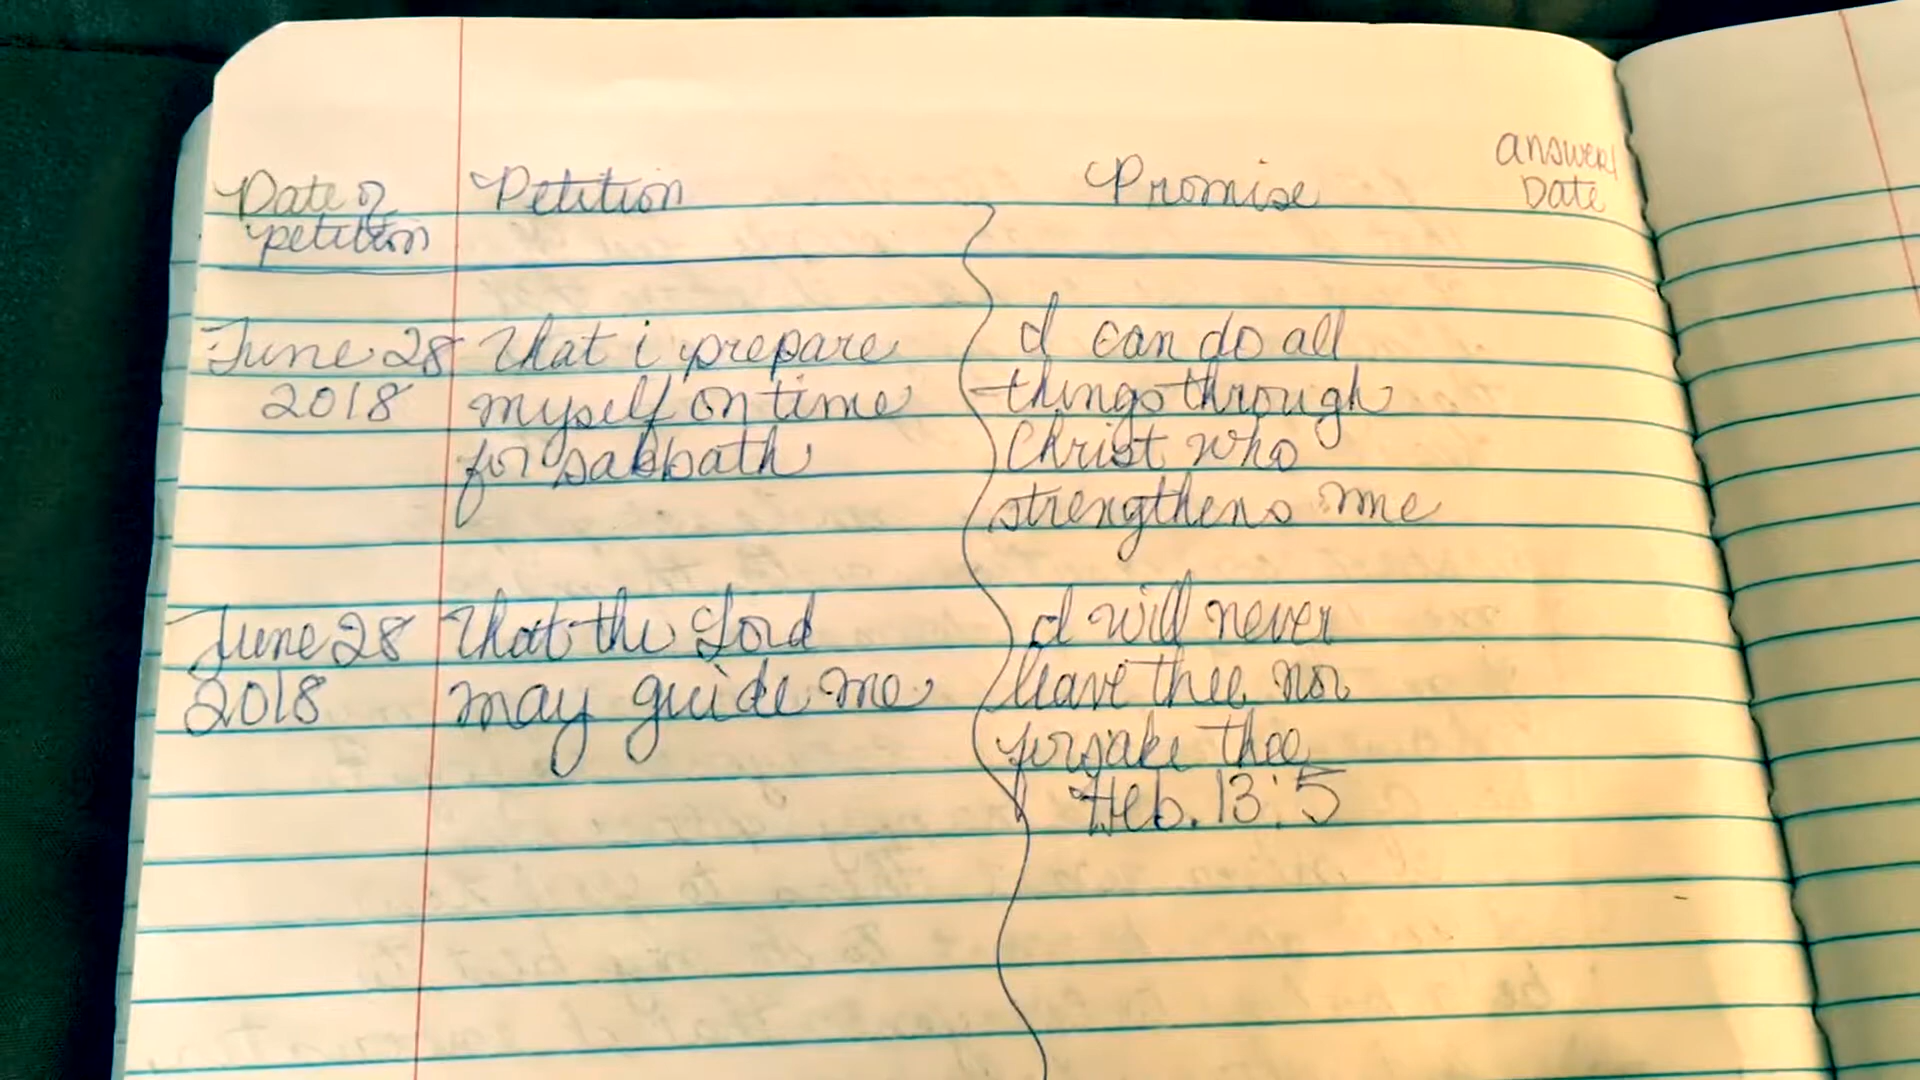 Date of petition
Petition
Promise
answer/ Date
June 28 2018
That i prepare
myself on time
for sabbath
I can do all
things through
Christ who
strengthens me
June 28 2018
That the Lord
may guide me
I will never
leave thee nor
forsake thee
Heb. 13:5